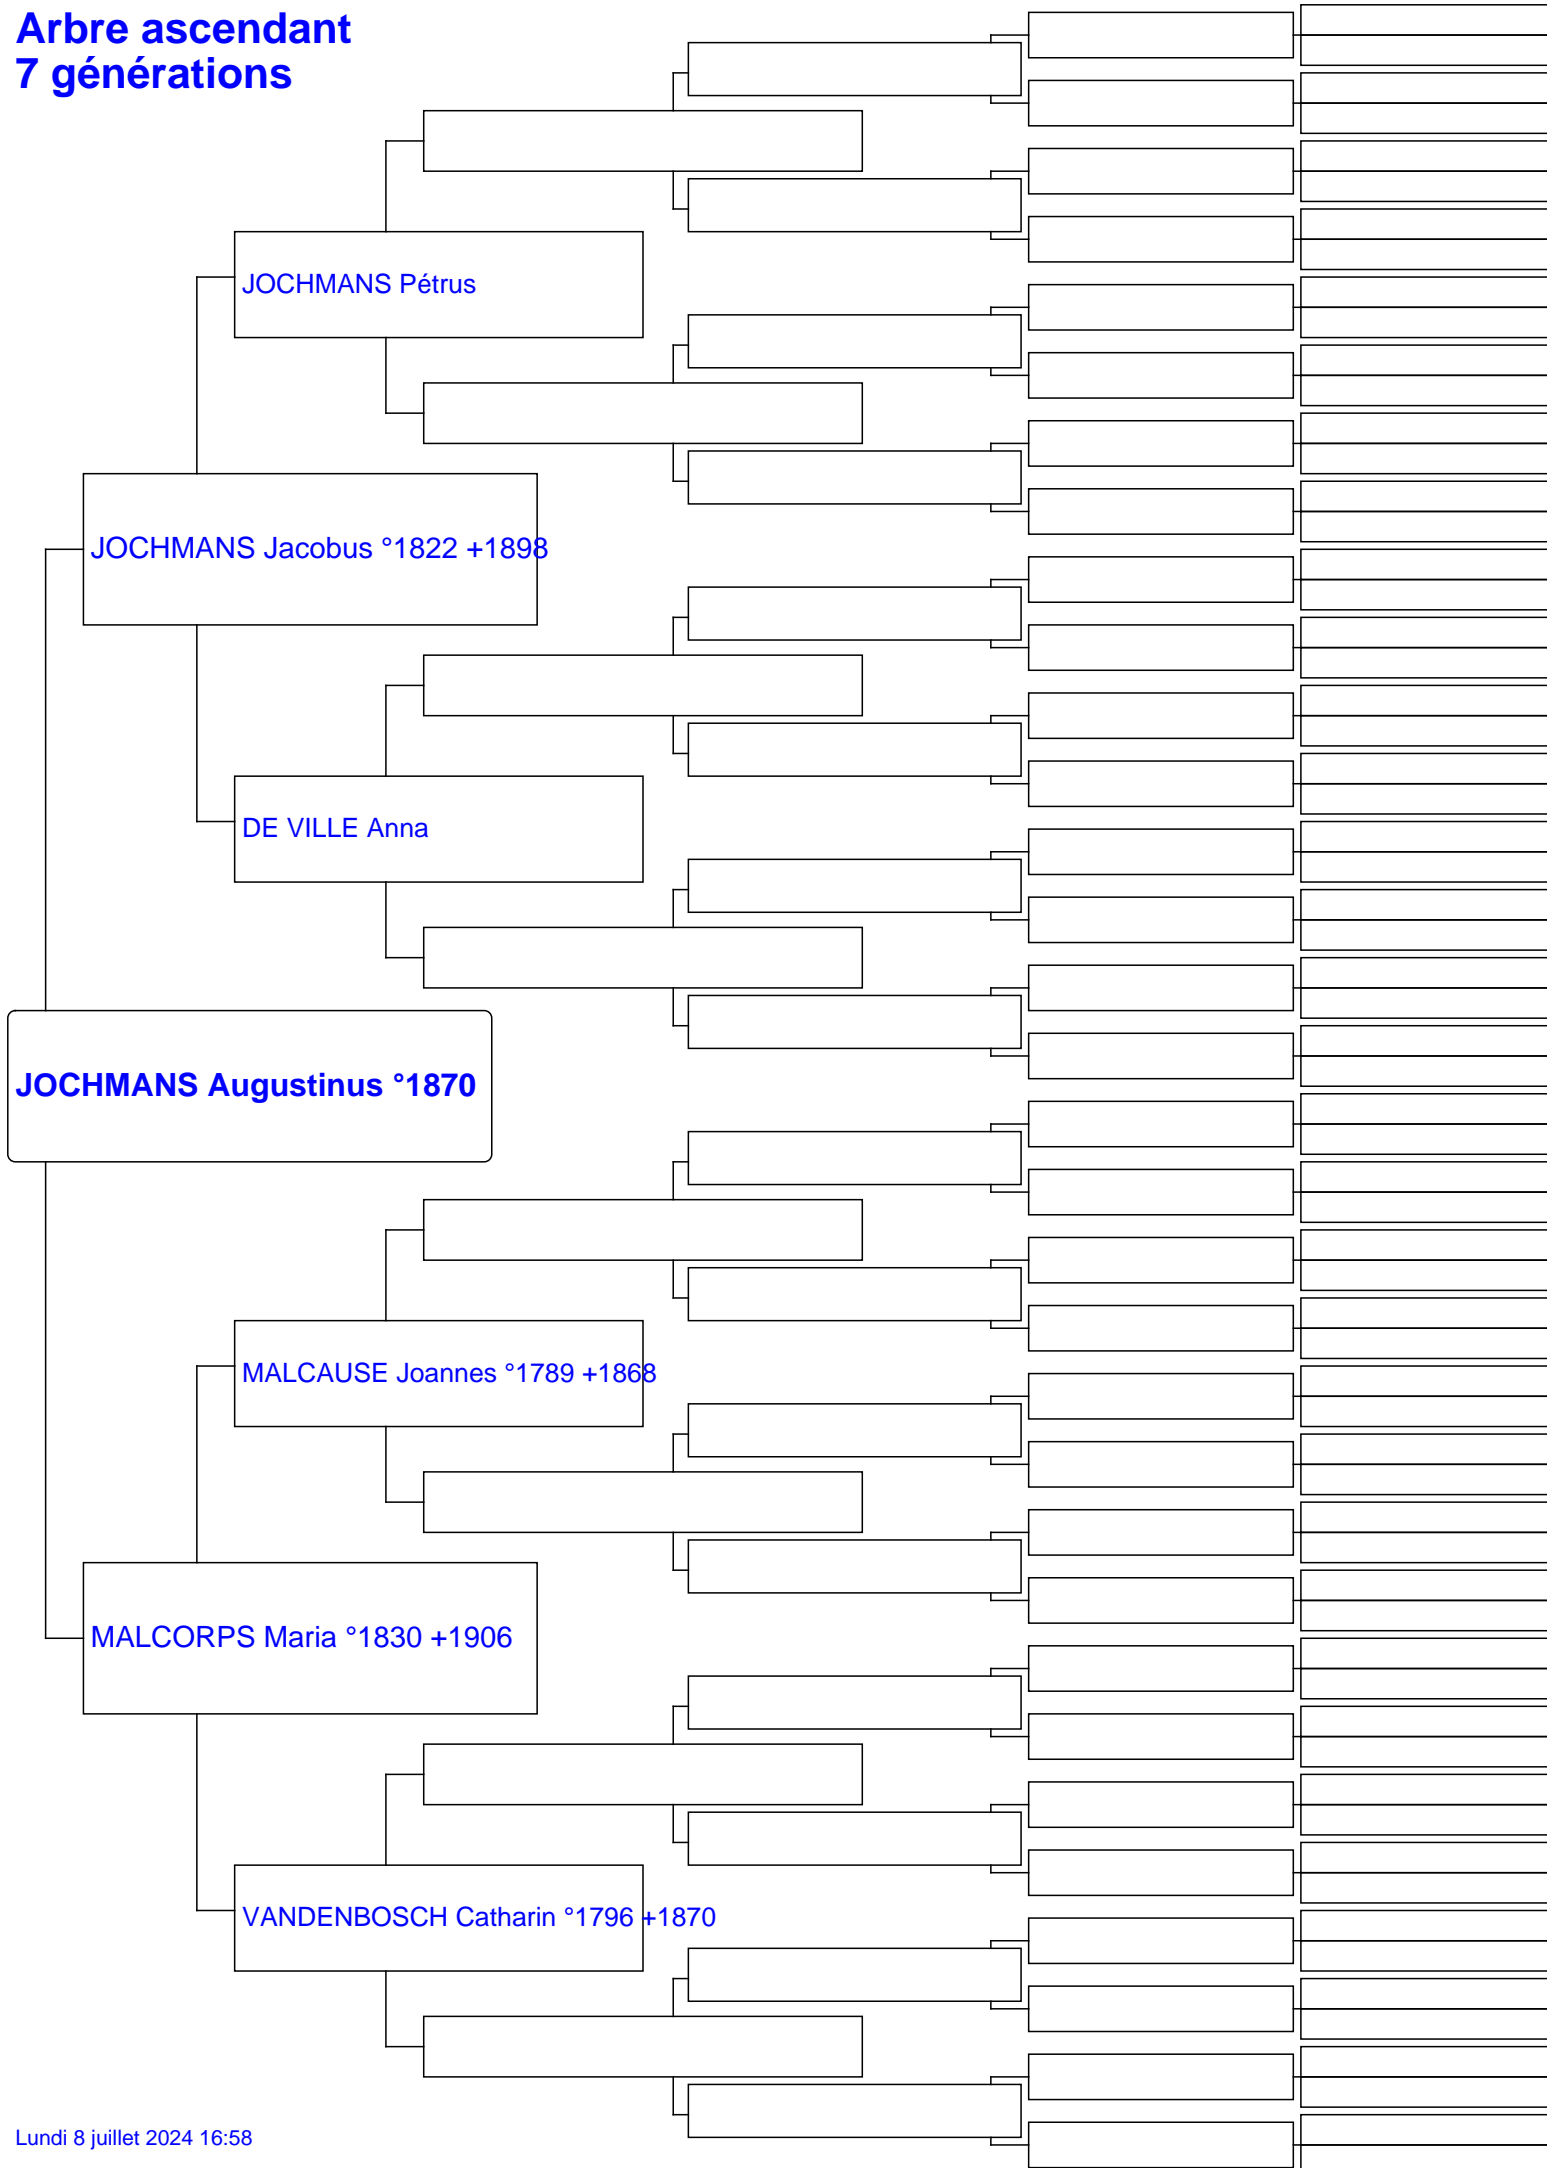 Arbre ascendant
7 générations
JOCHMANS Pétrus
JOCHMANS Jacobus °1822 +1898
DE VILLE Anna
JOCHMANS Augustinus °1870
MALCAUSE Joannes °1789 +1868
MALCORPS Maria °1830 +1906
VANDENBOSCH Catharin °1796 +1870
Lundi 8 juillet 2024 16:58